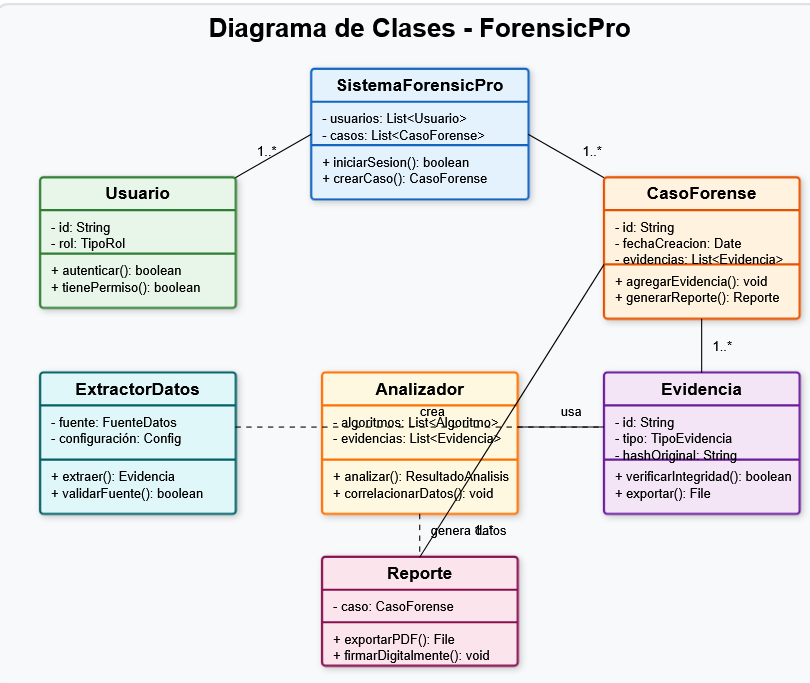 Diagrama de Clases - ForensicPro
SistemaForensicPro
- usuarios: List<Usuario>
- casos: List<CasoForense>
+ iniciarSesion(): boolean
+ crearCaso(): CasoForense
1..*
1..*
Usuario
- id: String
- rol: TipoRol
+ autenticar(): boolean
+ tienePermiso(): boolean
CasoForense
- id: String
- fechaCreacion: Date
- evidencias: List<Evidencia>
+ agregarEvidencia(): void
+ generarReporte(): Reporte
1..*
ExtractorDatos
- fuente: FuenteDatos
- configuración: Config
+ extraer(): Evidencia
+ validarFuente(): boolean
Analizador
crea
- algoritmos: List<Algoritmo>
- evidencias: List<Evidencia>
+ analizar(): ResultadoAnalisis
+ correlacionarDatos(): void
usa
Evidencia
- id: String
- tipo: TipoEvidencia
- hashOriginal: String
+ verificarIntegridad(): boolean
+ exportar(): File
genera datos
1..*
Reporte
- caso: CasoForense
+ exportarPDF(): File
+ firmarDigitalmente(): void